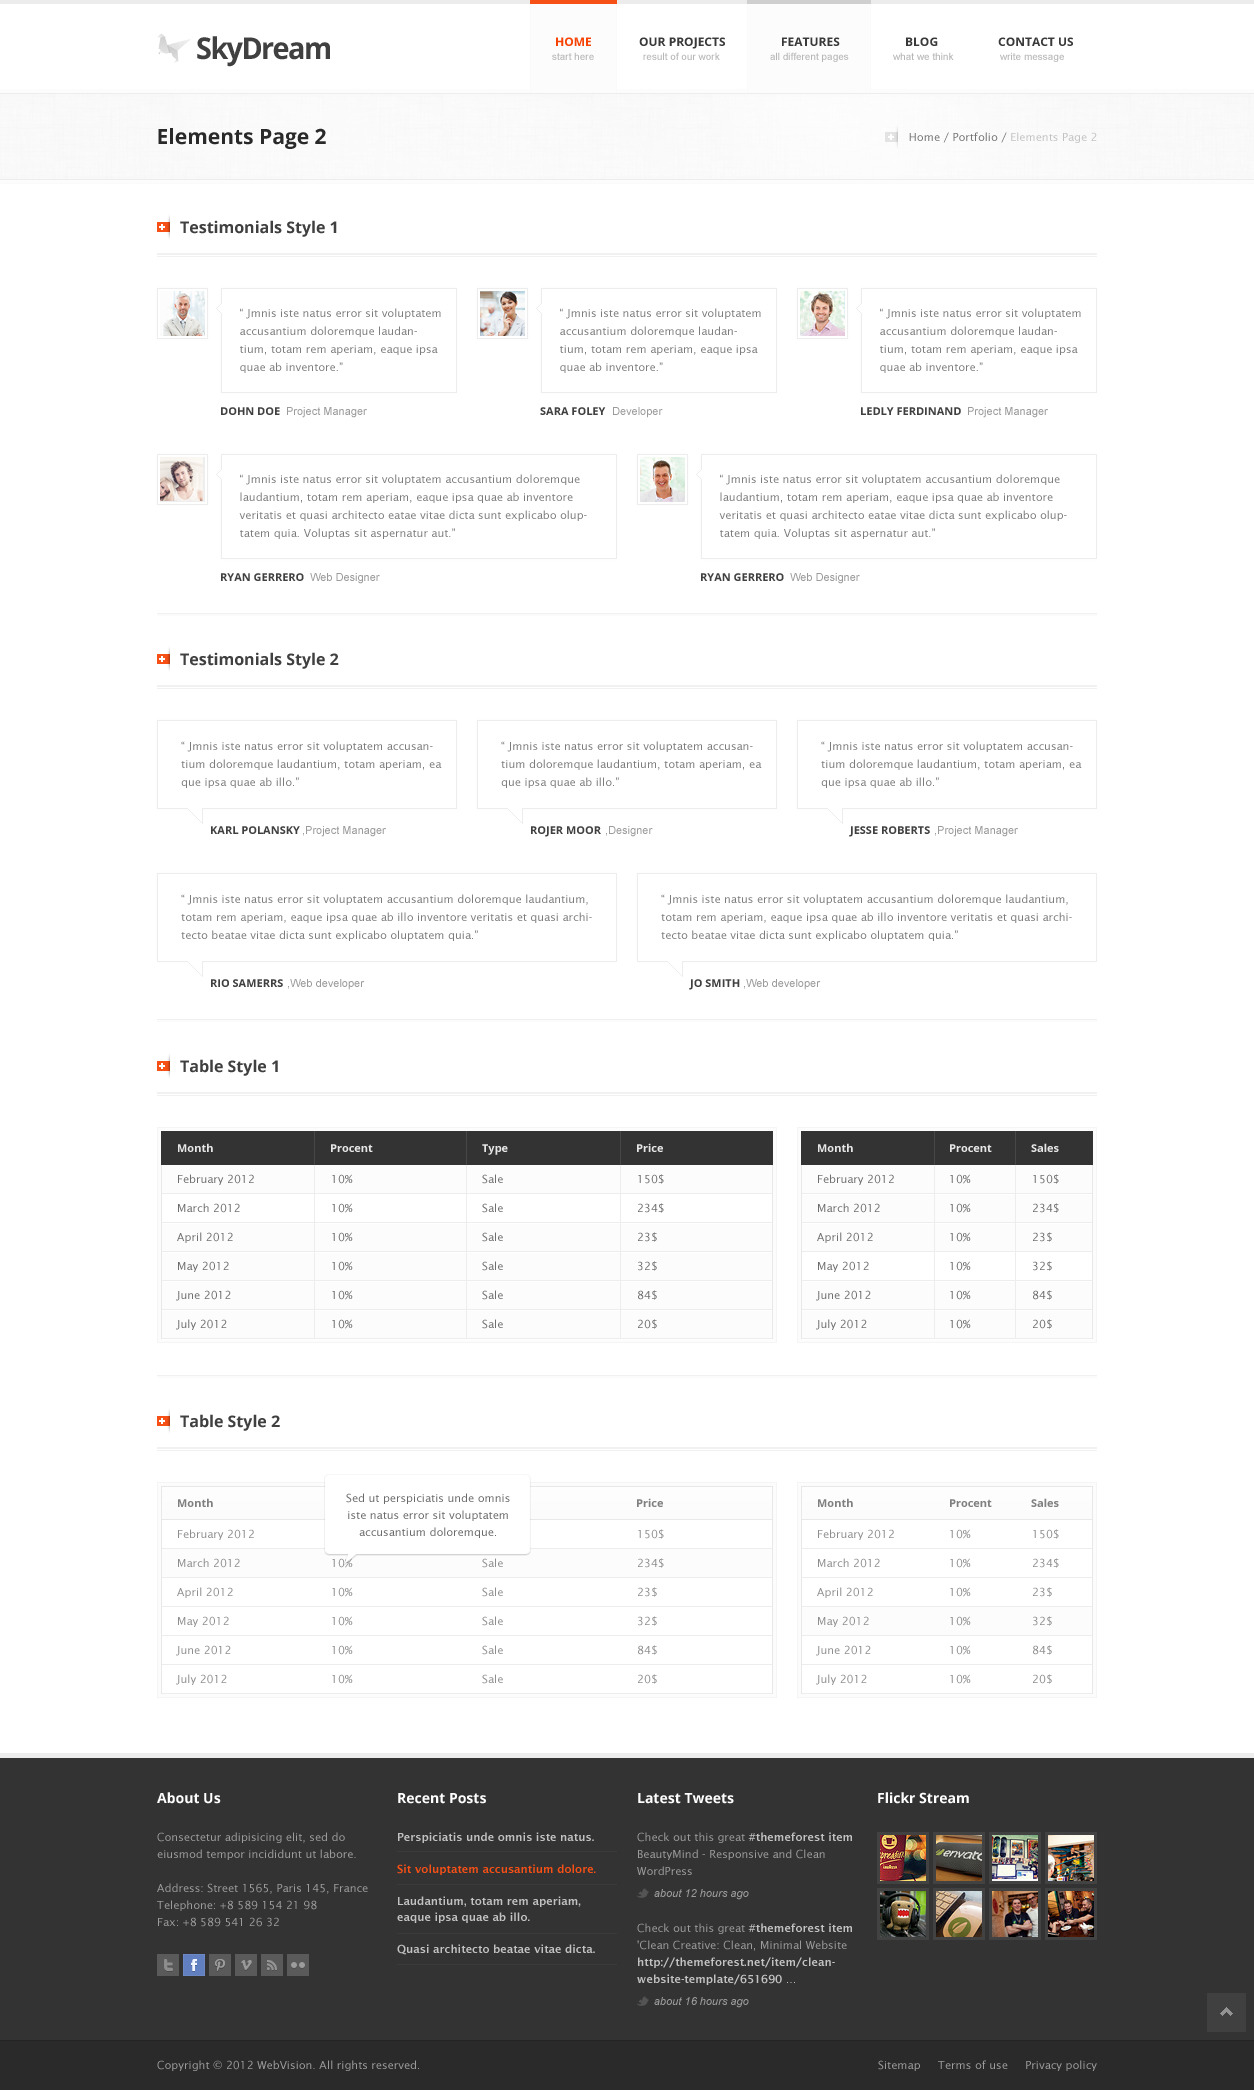 SkyDream
HOME
start here
OUR PROJECTS
result of our work
FEATURES
all different pages
BLOG
what we think
CONTACT US
write message
Elements Page 2
Home / Portfolio / Elements Page 2
Testimonials Style 1
“ Jmnis iste natus error sit voluptatem
accusantium doloremque laudan-
tium, totam rem aperiam, eaque ipsa
quae ab inventore.”
DOHN DOE Project Manager
“ Jmnis iste natus error sit voluptatem
accusantium doloremque laudan-
tium, totam rem aperiam, eaque ipsa
quae ab inventore.”
SARA FOLEY Developer
“ Jmnis iste natus error sit voluptatem
accusantium doloremque laudan-
tium, totam rem aperiam, eaque ipsa
quae ab inventore.”
LEDLY FERDINAND Project Manager
“ Jmnis iste natus error sit voluptatem accusantium doloremque
laudantium, totam rem aperiam, eaque ipsa quae ab inventore
veritatis et quasi architecto eatae vitae dicta sunt explicabo olup-
tatem quia. Voluptas sit aspernatur aut.”
RYAN GERRERO Web Designer
“ Jmnis iste natus error sit voluptatem accusantium doloremque
laudantium, totam rem aperiam, eaque ipsa quae ab inventore
veritatis et quasi architecto eatae vitae dicta sunt explicabo olup-
tatem quia. Voluptas sit aspernatur aut.”
RYAN GERRERO Web Designer
Testimonials Style 2
“ Jmnis iste natus error sit voluptatem accusan-
tium doloremque laudantium, totam aperiam, ea
que ipsa quae ab illo.”
KARL POLANSKY ,Project Manager
“ Jmnis iste natus error sit voluptatem accusan-
tium doloremque laudantium, totam aperiam, ea
que ipsa quae ab illo.”
ROJER MOOR ,Designer
“ Jmnis iste natus error sit voluptatem accusan-
tium doloremque laudantium, totam aperiam, ea
que ipsa quae ab illo.”
JESSE ROBERTS ,Project Manager
“ Jmnis iste natus error sit voluptatem accusantium doloremque laudantium,
totam rem aperiam, eaque ipsa quae ab illo inventore veritatis et quasi archi-
tecto beatae vitae dicta sunt explicabo oluptatem quia.”
RIO SAMERRS ,Web developer
“ Jmnis iste natus error sit voluptatem accusantium doloremque laudantium,
totam rem aperiam, eaque ipsa quae ab illo inventore veritatis et quasi archi-
tecto beatae vitae dicta sunt explicabo oluptatem quia.”
JO SMITH ,Web developer
Table Style 1
Month Procent Type Price
February 2012 10% Sale 150$
March 2012 10% Sale 234$
April 2012 10% Sale 23$
May 2012 10% Sale 32$
June 2012 10% Sale 84$
July 2012 10% Sale 20$
Month Procent Sales
February 2012 10% 150$
March 2012 10% 234$
April 2012 10% 23$
May 2012 10% 32$
June 2012 10% 84$
July 2012 10% 20$
Table Style 2
Month Price
Sed ut perspiciatis unde omnis
iste natus error sit voluptatem
accusantium doloremque.
February 2012 150$
March 2012 10% Sale 234$
April 2012 10% Sale 23$
May 2012 10% Sale 32$
June 2012 10% Sale 84$
July 2012 10% Sale 20$
Month Procent Sales
February 2012 10% 150$
March 2012 10% 234$
April 2012 10% 23$
May 2012 10% 32$
June 2012 10% 84$
July 2012 10% 20$
About Us
Consectetur adipisicing elit, sed do
eiusmod tempor incididunt ut labore.
Address: Street 1565, Paris 145, France
Telephone: +8 589 154 21 98
Fax: +8 589 541 26 32
Recent Posts
Perspiciatis unde omnis iste natus.
Sit voluptatem accusantium dolore.
Laudantium, totam rem aperiam,
eaque ipsa quae ab illo.
Quasi architecto beatae vitae dicta.
Latest Tweets
Check out this great #themeforest item
BeautyMind - Responsive and Clean
WordPress
about 12 hours ago
Check out this great #themeforest item
'Clean Creative: Clean, Minimal Website
http://themeforest.net/item/clean-
website-template/651690 ...
about 16 hours ago
Flickr Stream
envato
Copyright © 2012 WebVision. All rights reserved.
Sitemap Terms of use Privacy policy